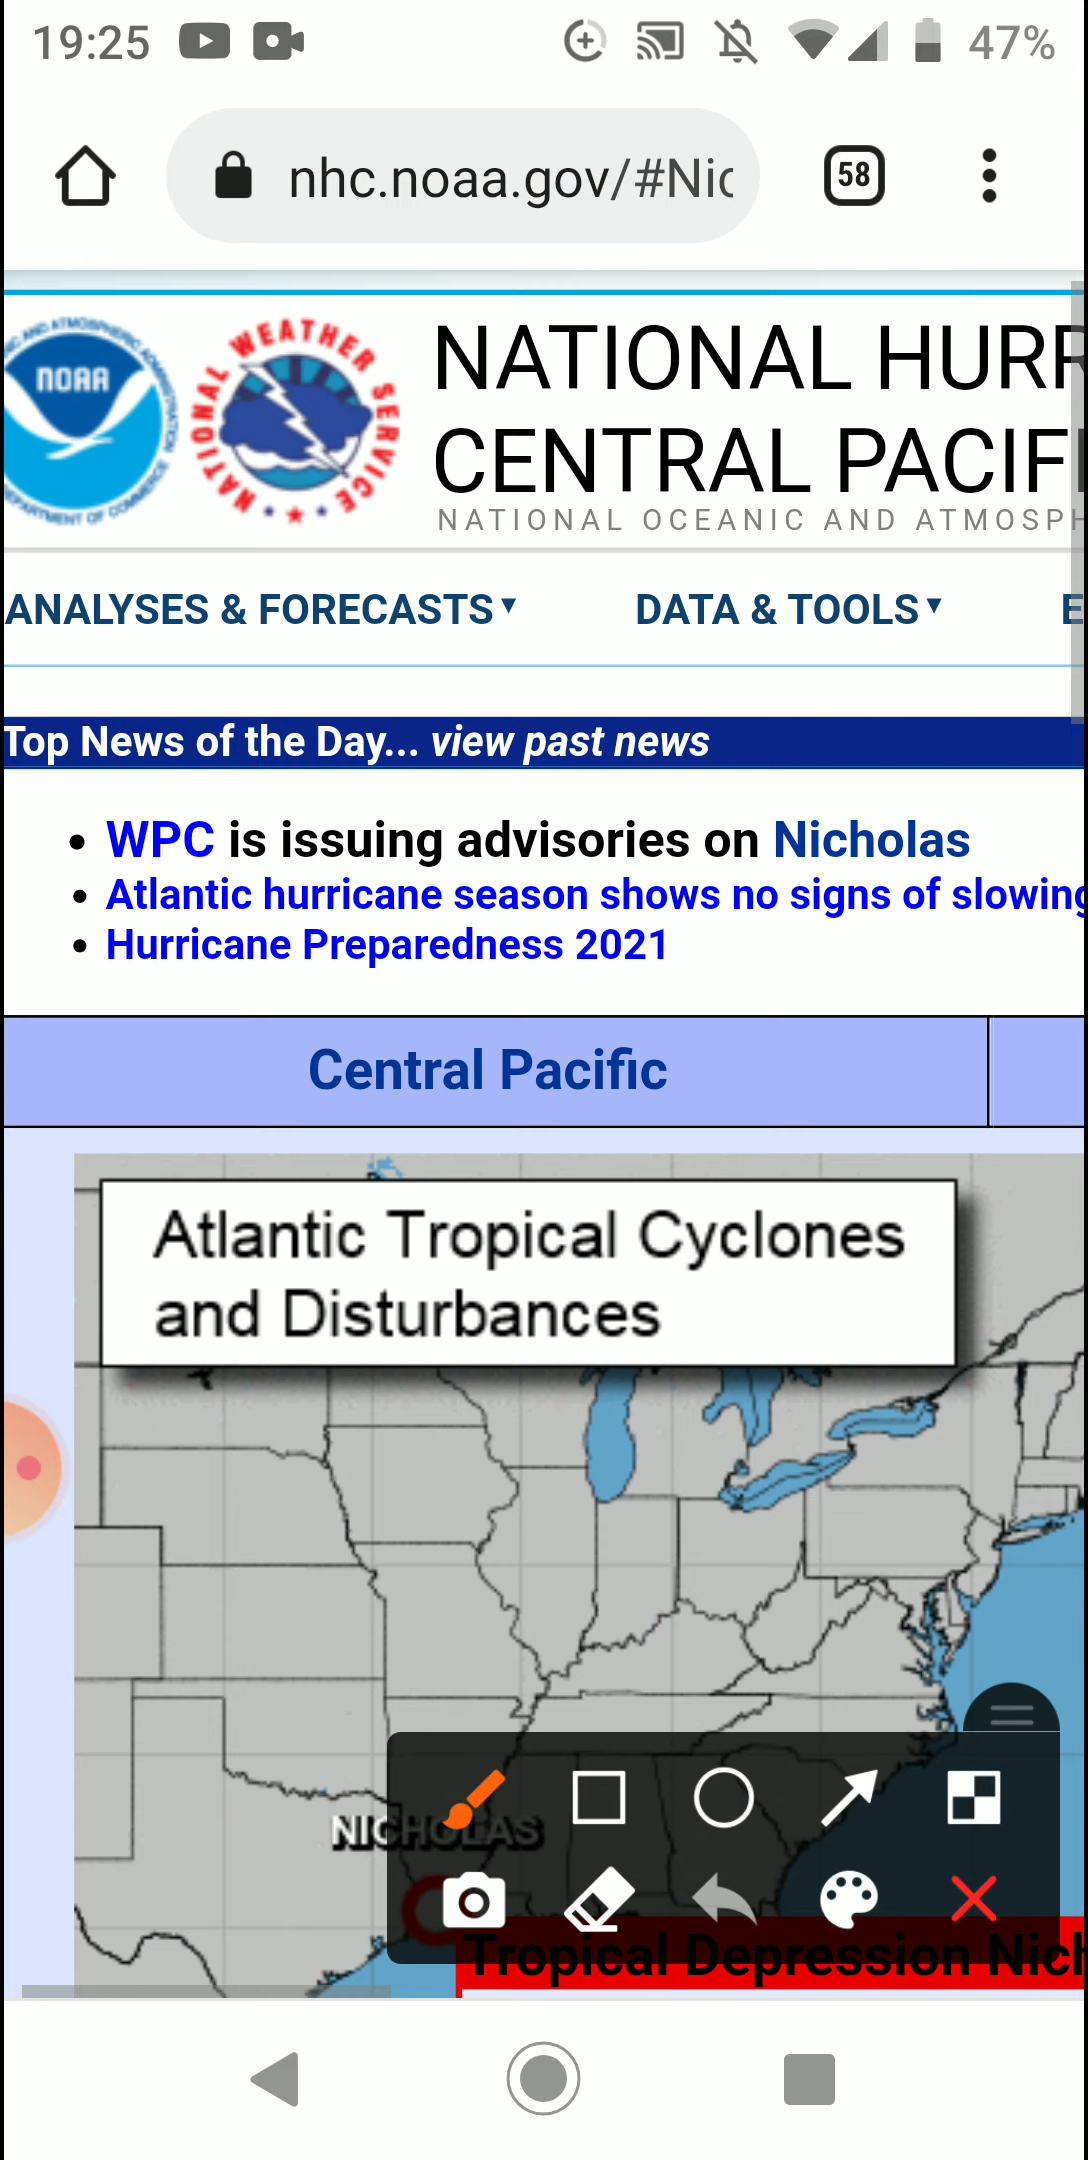 19:25
47%
nhc.noaa.gov/#Nic
58
NOAA
NATIONAL WEATHER SERVICE
NATIONAL HURR
CENTRAL PACIFI
NATIONAL OCEANIC AND ATMOSPH
ANALYSES & FORECASTS
DATA & TOOLS
E
Top News of the Day... view past news
WPC is issuing advisories on Nicholas
Atlantic hurricane season shows no signs of slowing
Hurricane Preparedness 2021
Central Pacific
Atlantic Tropical Cyclones
and Disturbances
NICHOLAS
Tropical Depression Nich